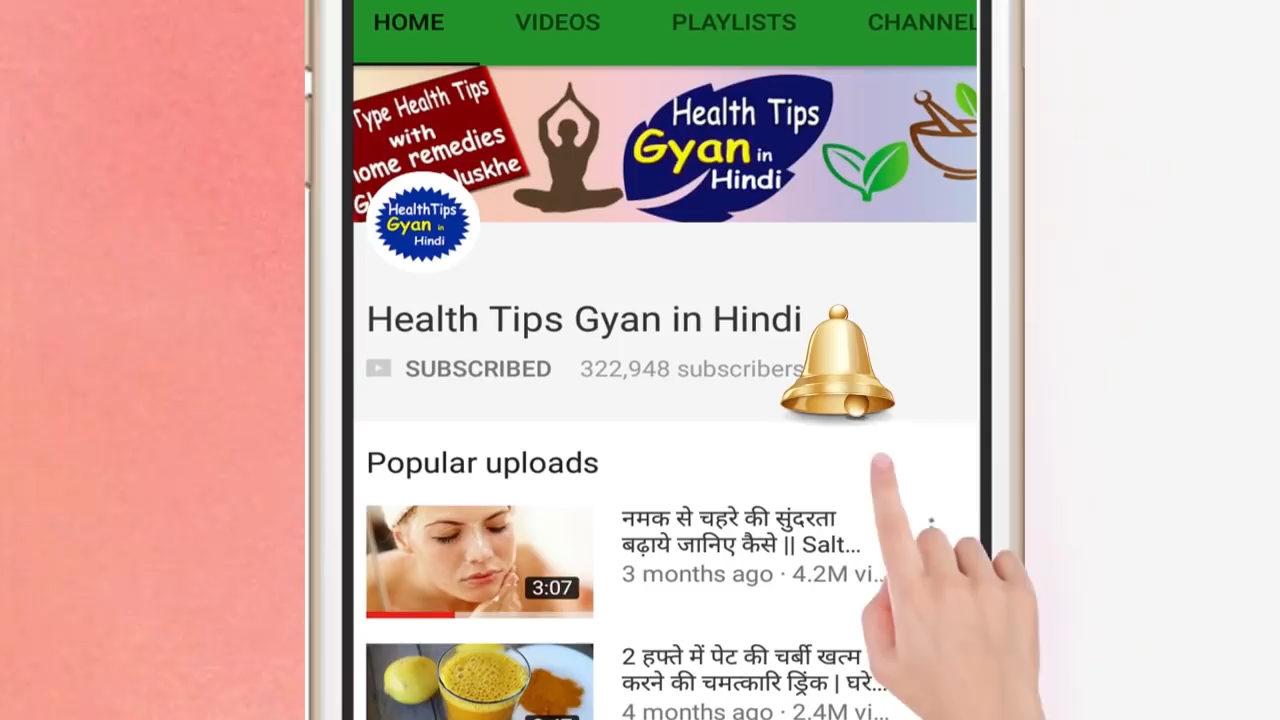 HOME VIDEOS PLAYLISTS CHANNEL
Type Health Tips
with
home remedies
Nuskhe
Health Tips
Gyan in
Hindi
HealthTips
Gyan in
Hindi
Health Tips Gyan in Hindi
SUBSCRIBED 322,948 subscribers
Popular uploads
नमक से चहरे की सुंदरता
बढ़ाये जानिए कैसे || Salt...
3 months ago · 4.2M vi...
3:07
2 हफ्ते में पेट की चर्बी खत्म
करने की चमत्कारि ड्रिंक | घरे...
4 months ago · 2.4M vi...